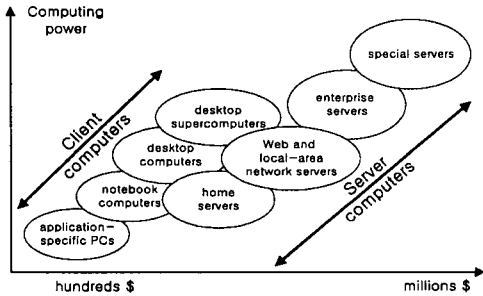 Computing
power
special servers
enterprise
servers
desktop
supercomputers
Client
computers
desktop
computers
Web and
local-area
network servers
notebook
computers
home
servers
Server
computers
application-
specific PCs
hundreds $
millions $